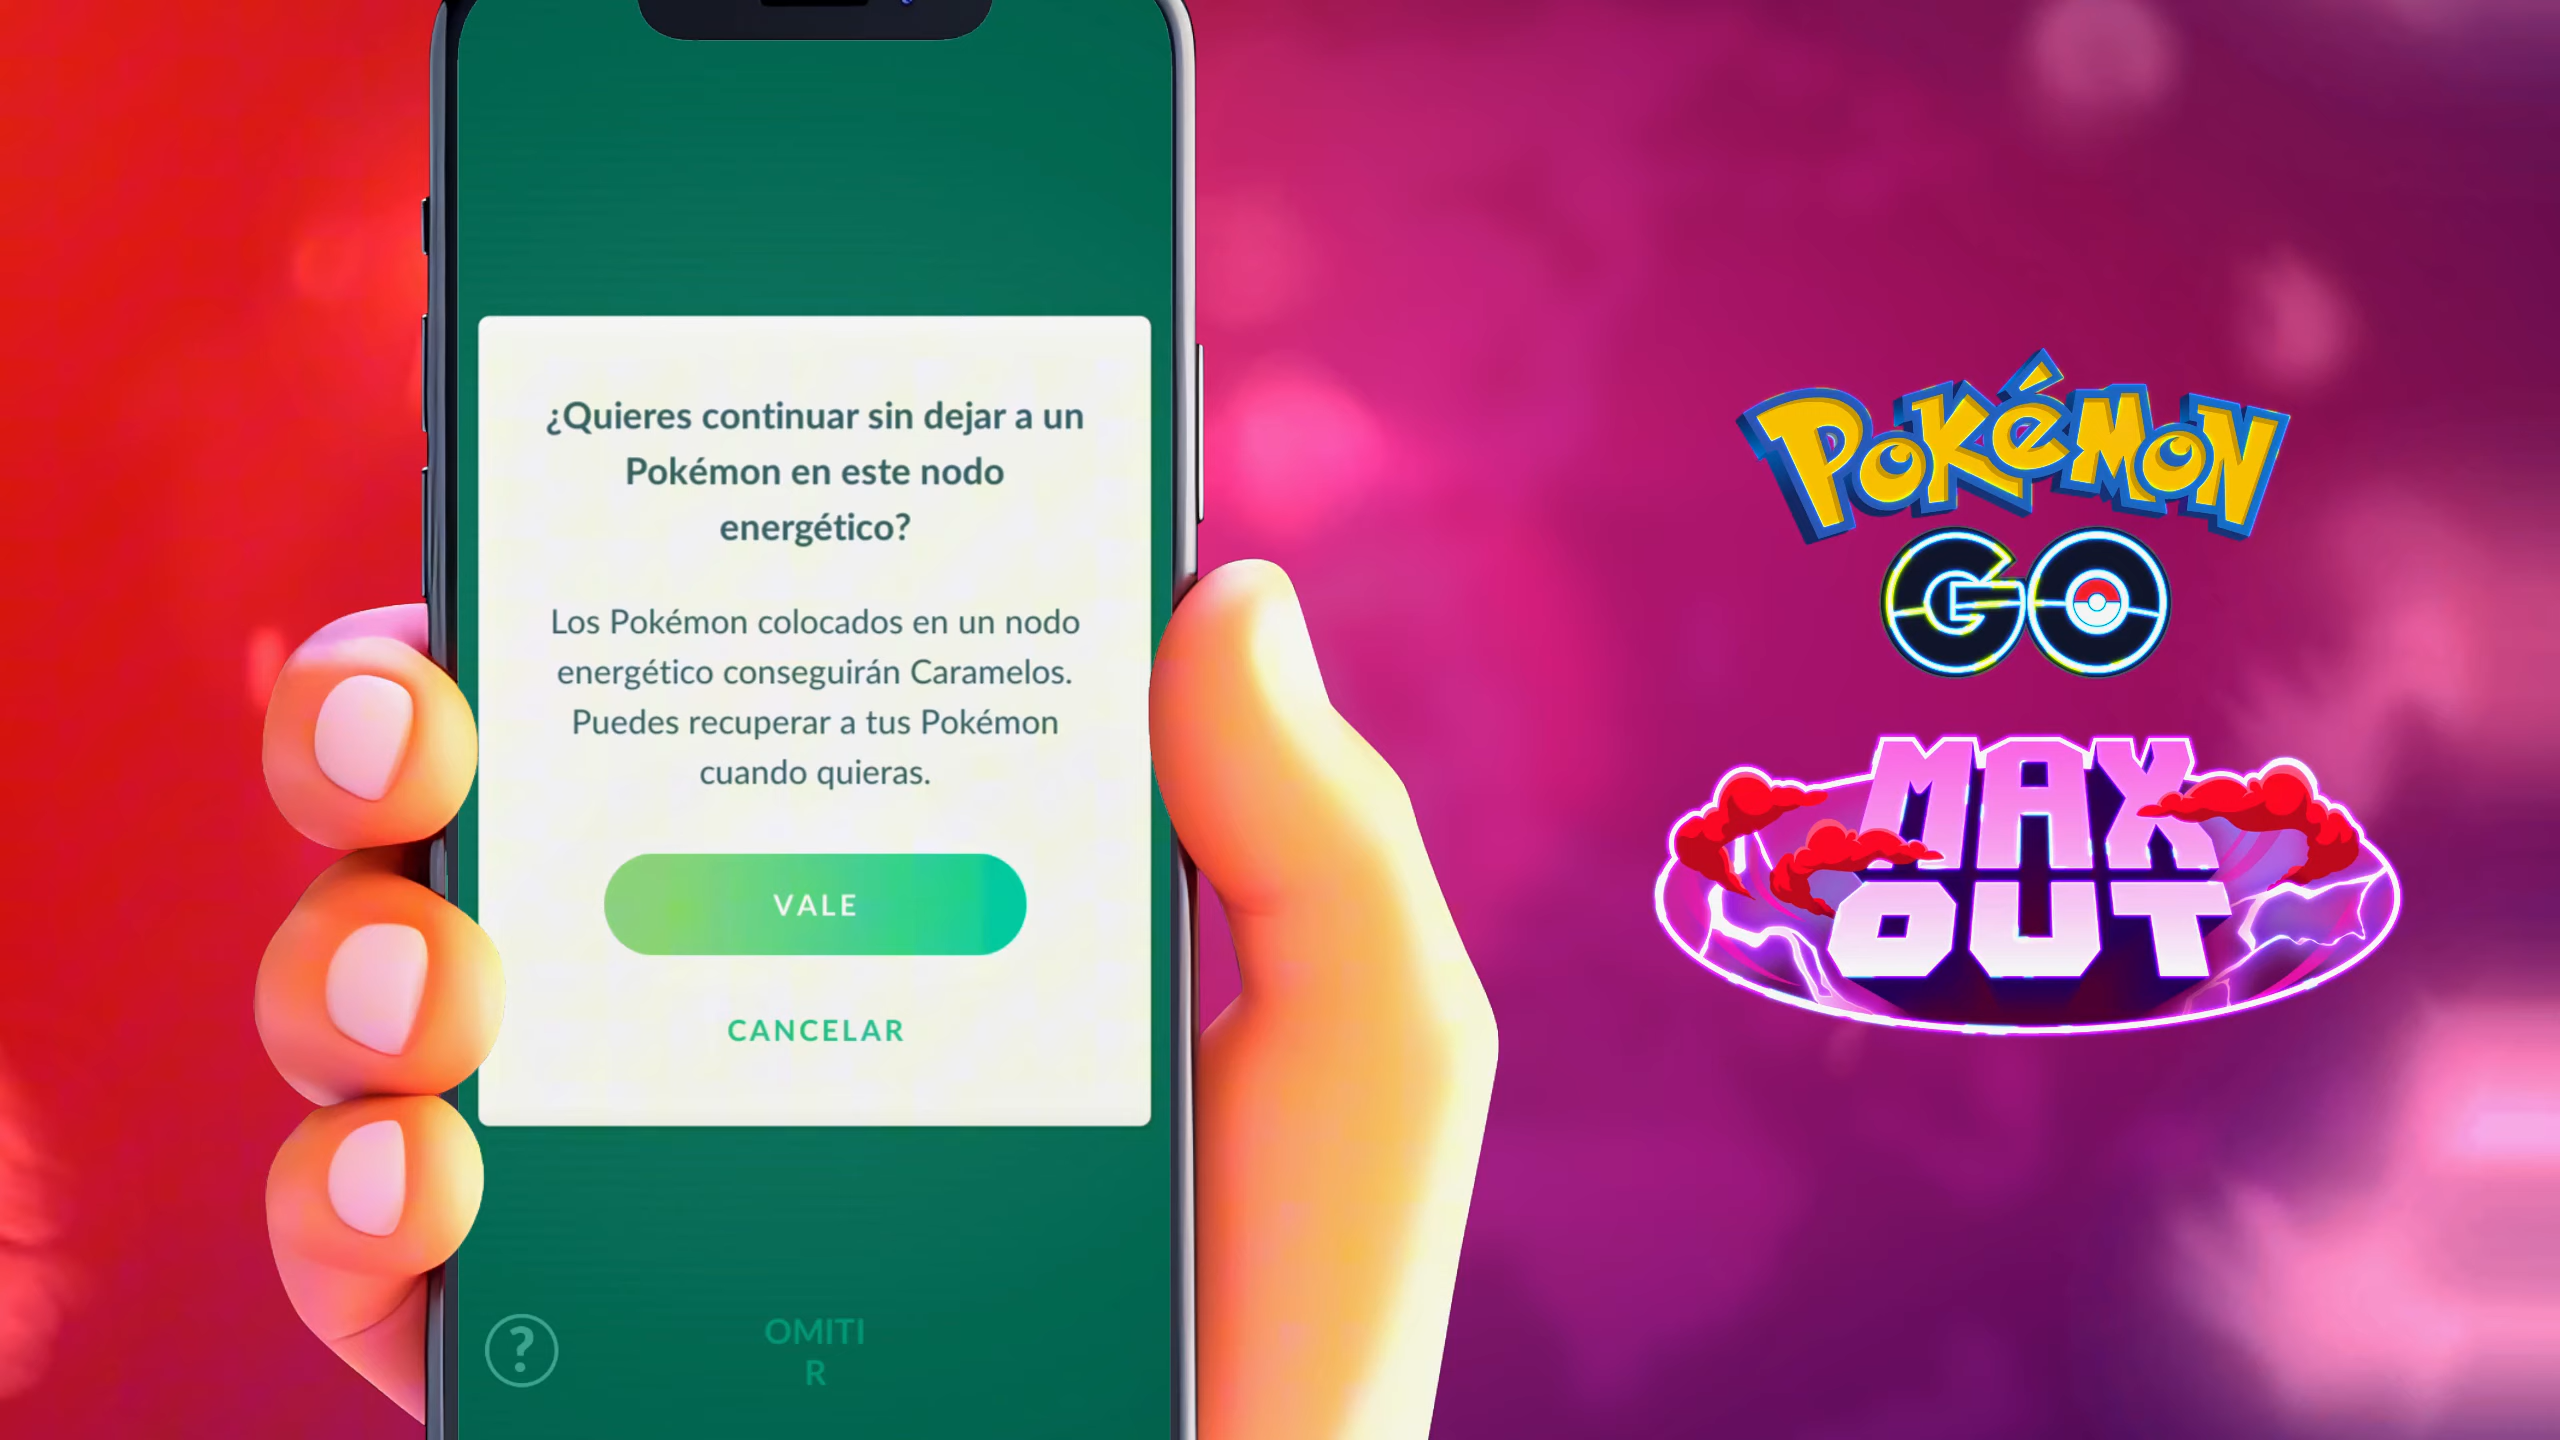 ¿Quieres continuar sin dejar a un
Pokémon en este nodo
energético?
Los Pokémon colocados en un nodo
energético conseguirán Caramelos.
Puedes recuperar a tus Pokémon
cuando quieras.
VALE
CANCELAR
?
OMITI
R
POKéMON
GO
MAX
OUT